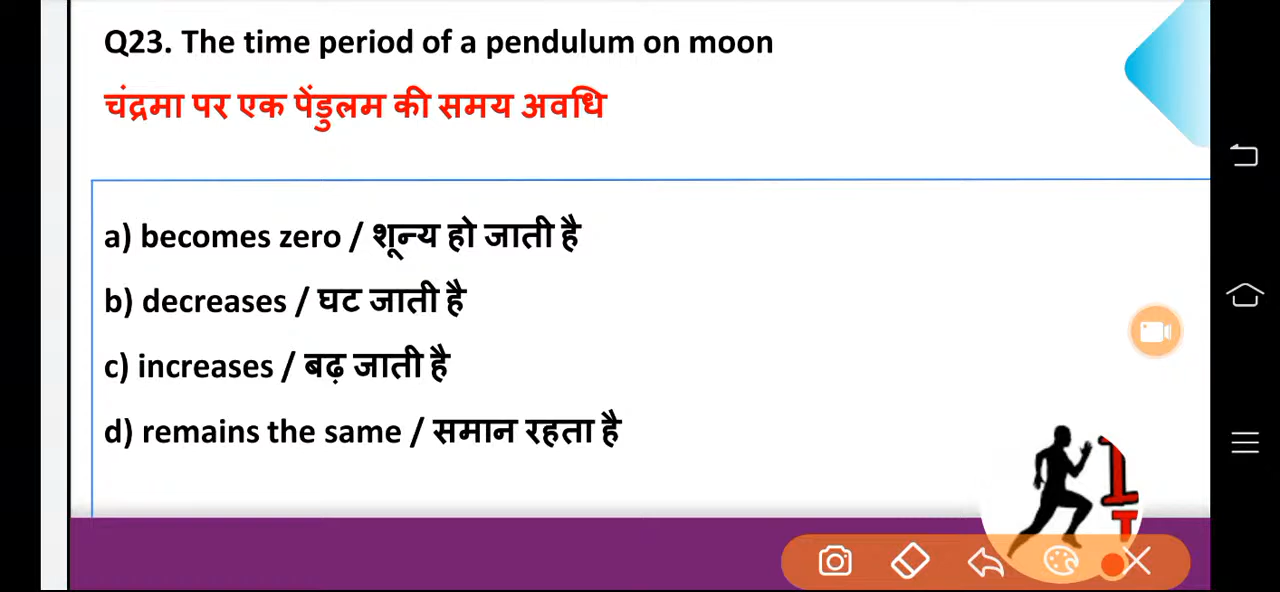 Q23. The time period of a pendulum on moon
चंद्रमा पर एक पेंडुलम की समय अवधि
a) becomes zero / शून्य हो जाती है
b) decreases / घट जाती है
c) increases / बढ़ जाती है
d) remains the same / समान रहता है